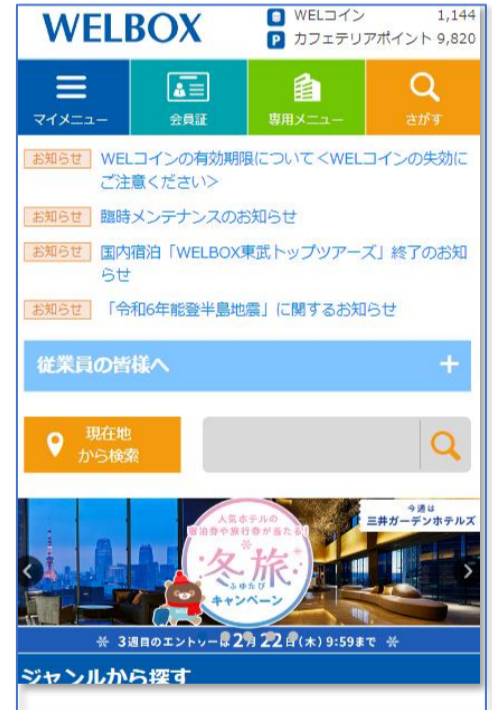 WELBOX
WELコイン 1,144
カフェテリアポイント 9,820
マイメニュー 会員証 専用メニュー さがす
お知らせ WELコインの有効期限について<WELコインの失効に
ご注意ください>
お知らせ 臨時メンテナンスのお知らせ
お知らせ 国内宿泊「WELBOX東武トップツアーズ」終了のお知
らせ
お知らせ 「令和6年能登半島地震」に関するお知らせ
従業員の皆様へ +
現在地
から検索
今週は
三井ガーデンホテルズ
人気ホテルの
宿泊券や旅行券が当たる!
冬旅
ふゆたび
キャンペーン
3週目のエントリーは2月22日(木)9:59まで
ジャンルから探す